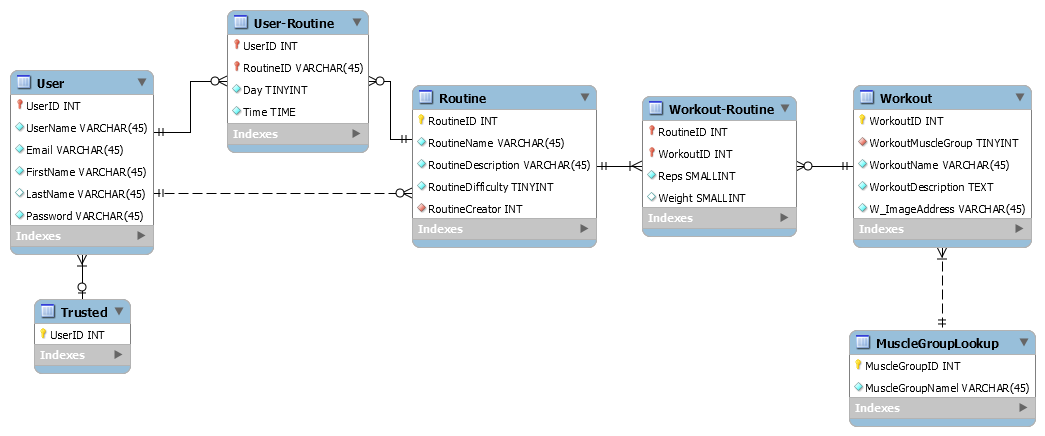 User-Routine
UserID INT
RoutineID VARCHAR(45)
Day TINYINT
Time TIME
Indexes
User
UserID INT
UserName VARCHAR(45)
Email VARCHAR(45)
FirstName VARCHAR(45)
LastName VARCHAR(45)
Password VARCHAR(45)
Indexes
Routine
RoutineID INT
RoutineName VARCHAR(45)
RoutineDescription VARCHAR(45)
RoutineDifficulty TINYINT
RoutineCreator INT
Indexes
Workout-Routine
RoutineID INT
WorkoutID INT
Reps SMALLINT
Weight SMALLINT
Indexes
Workout
WorkoutID INT
WorkoutMuscleGroup TINYINT
WorkoutName VARCHAR(45)
WorkoutDescription TEXT
W_ImageAddress VARCHAR(45)
Indexes
Trusted
UserID INT
Indexes
MuscleGroupLookup
MuscleGroupID INT
MuscleGroupNamel VARCHAR(45)
Indexes